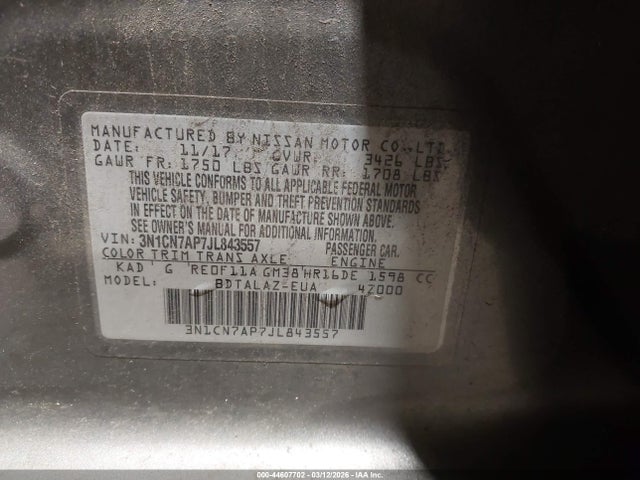 MANUFACTURED BY NISSAN MOTOR CO.,LTD.
DATE: 11/17 GVWR: 3426 LBS
GAWR FR: 1750 LBS GAWR RR: 1708 LBS
THIS VEHICLE CONFORMS TO ALL APPLICABLE FEDERAL MOTOR
VEHICLE SAFETY, BUMPER AND THEFT PREVENTION STANDARDS
IN EFFECT ON THE DATE OF MANUFACTURE SHOWN ABOVE.
SEE OWNER'S MANUAL FOR ADDITIONAL INFORMATION.
VIN: 3N1CN7AP7JL843557 PASSENGER CAR.
COLOR TRIM TRANS AXLE ENGINE
KAD G RE0F11A GM38 HR16DE 1598 CC
MODEL: BDTALAZ-EUA 42000
3N1CN7AP7JL843557
000-44607702 - 03/12/2026 - IAA Inc.